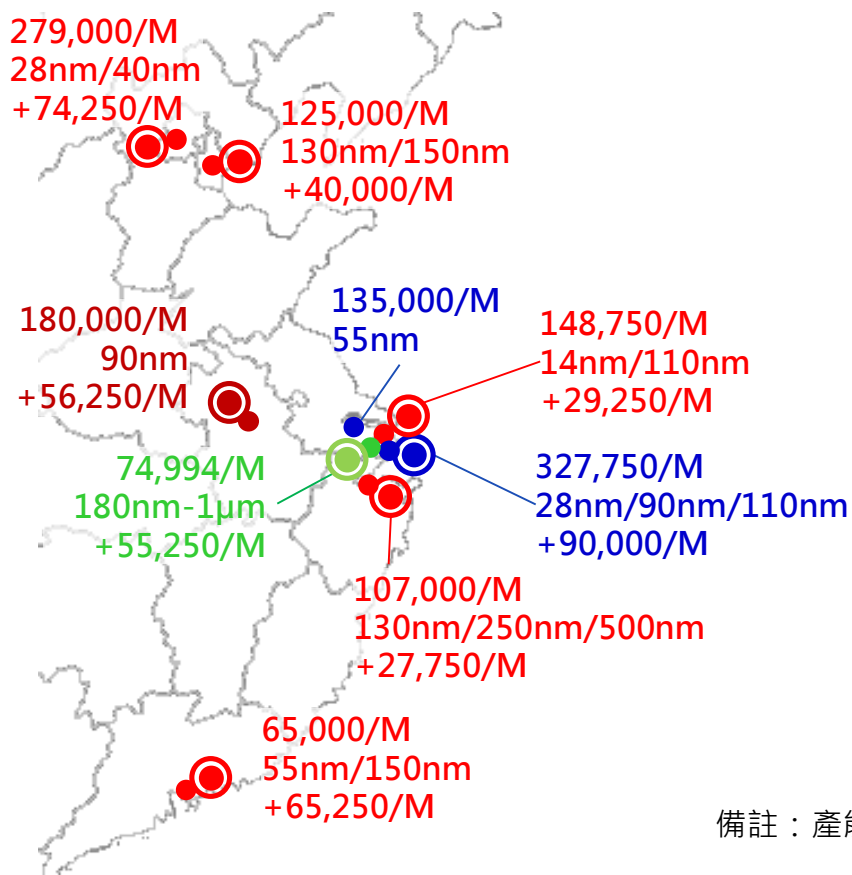 279,000/M
28nm/40nm
+74,250/M
125,000/M
130nm/150nm
+40,000/M
180,000/M
90nm
+56,250/M
135,000/M
55nm
148,750/M
14nm/110nm
+29,250/M
74,994/M
180nm-1μm
+55,250/M
327,750/M
28nm/90nm/110nm
+90,000/M
107,000/M
130nm/250nm/500nm
+27,750/M
65,000/M
55nm/150nm
+65,250/M
備註：產